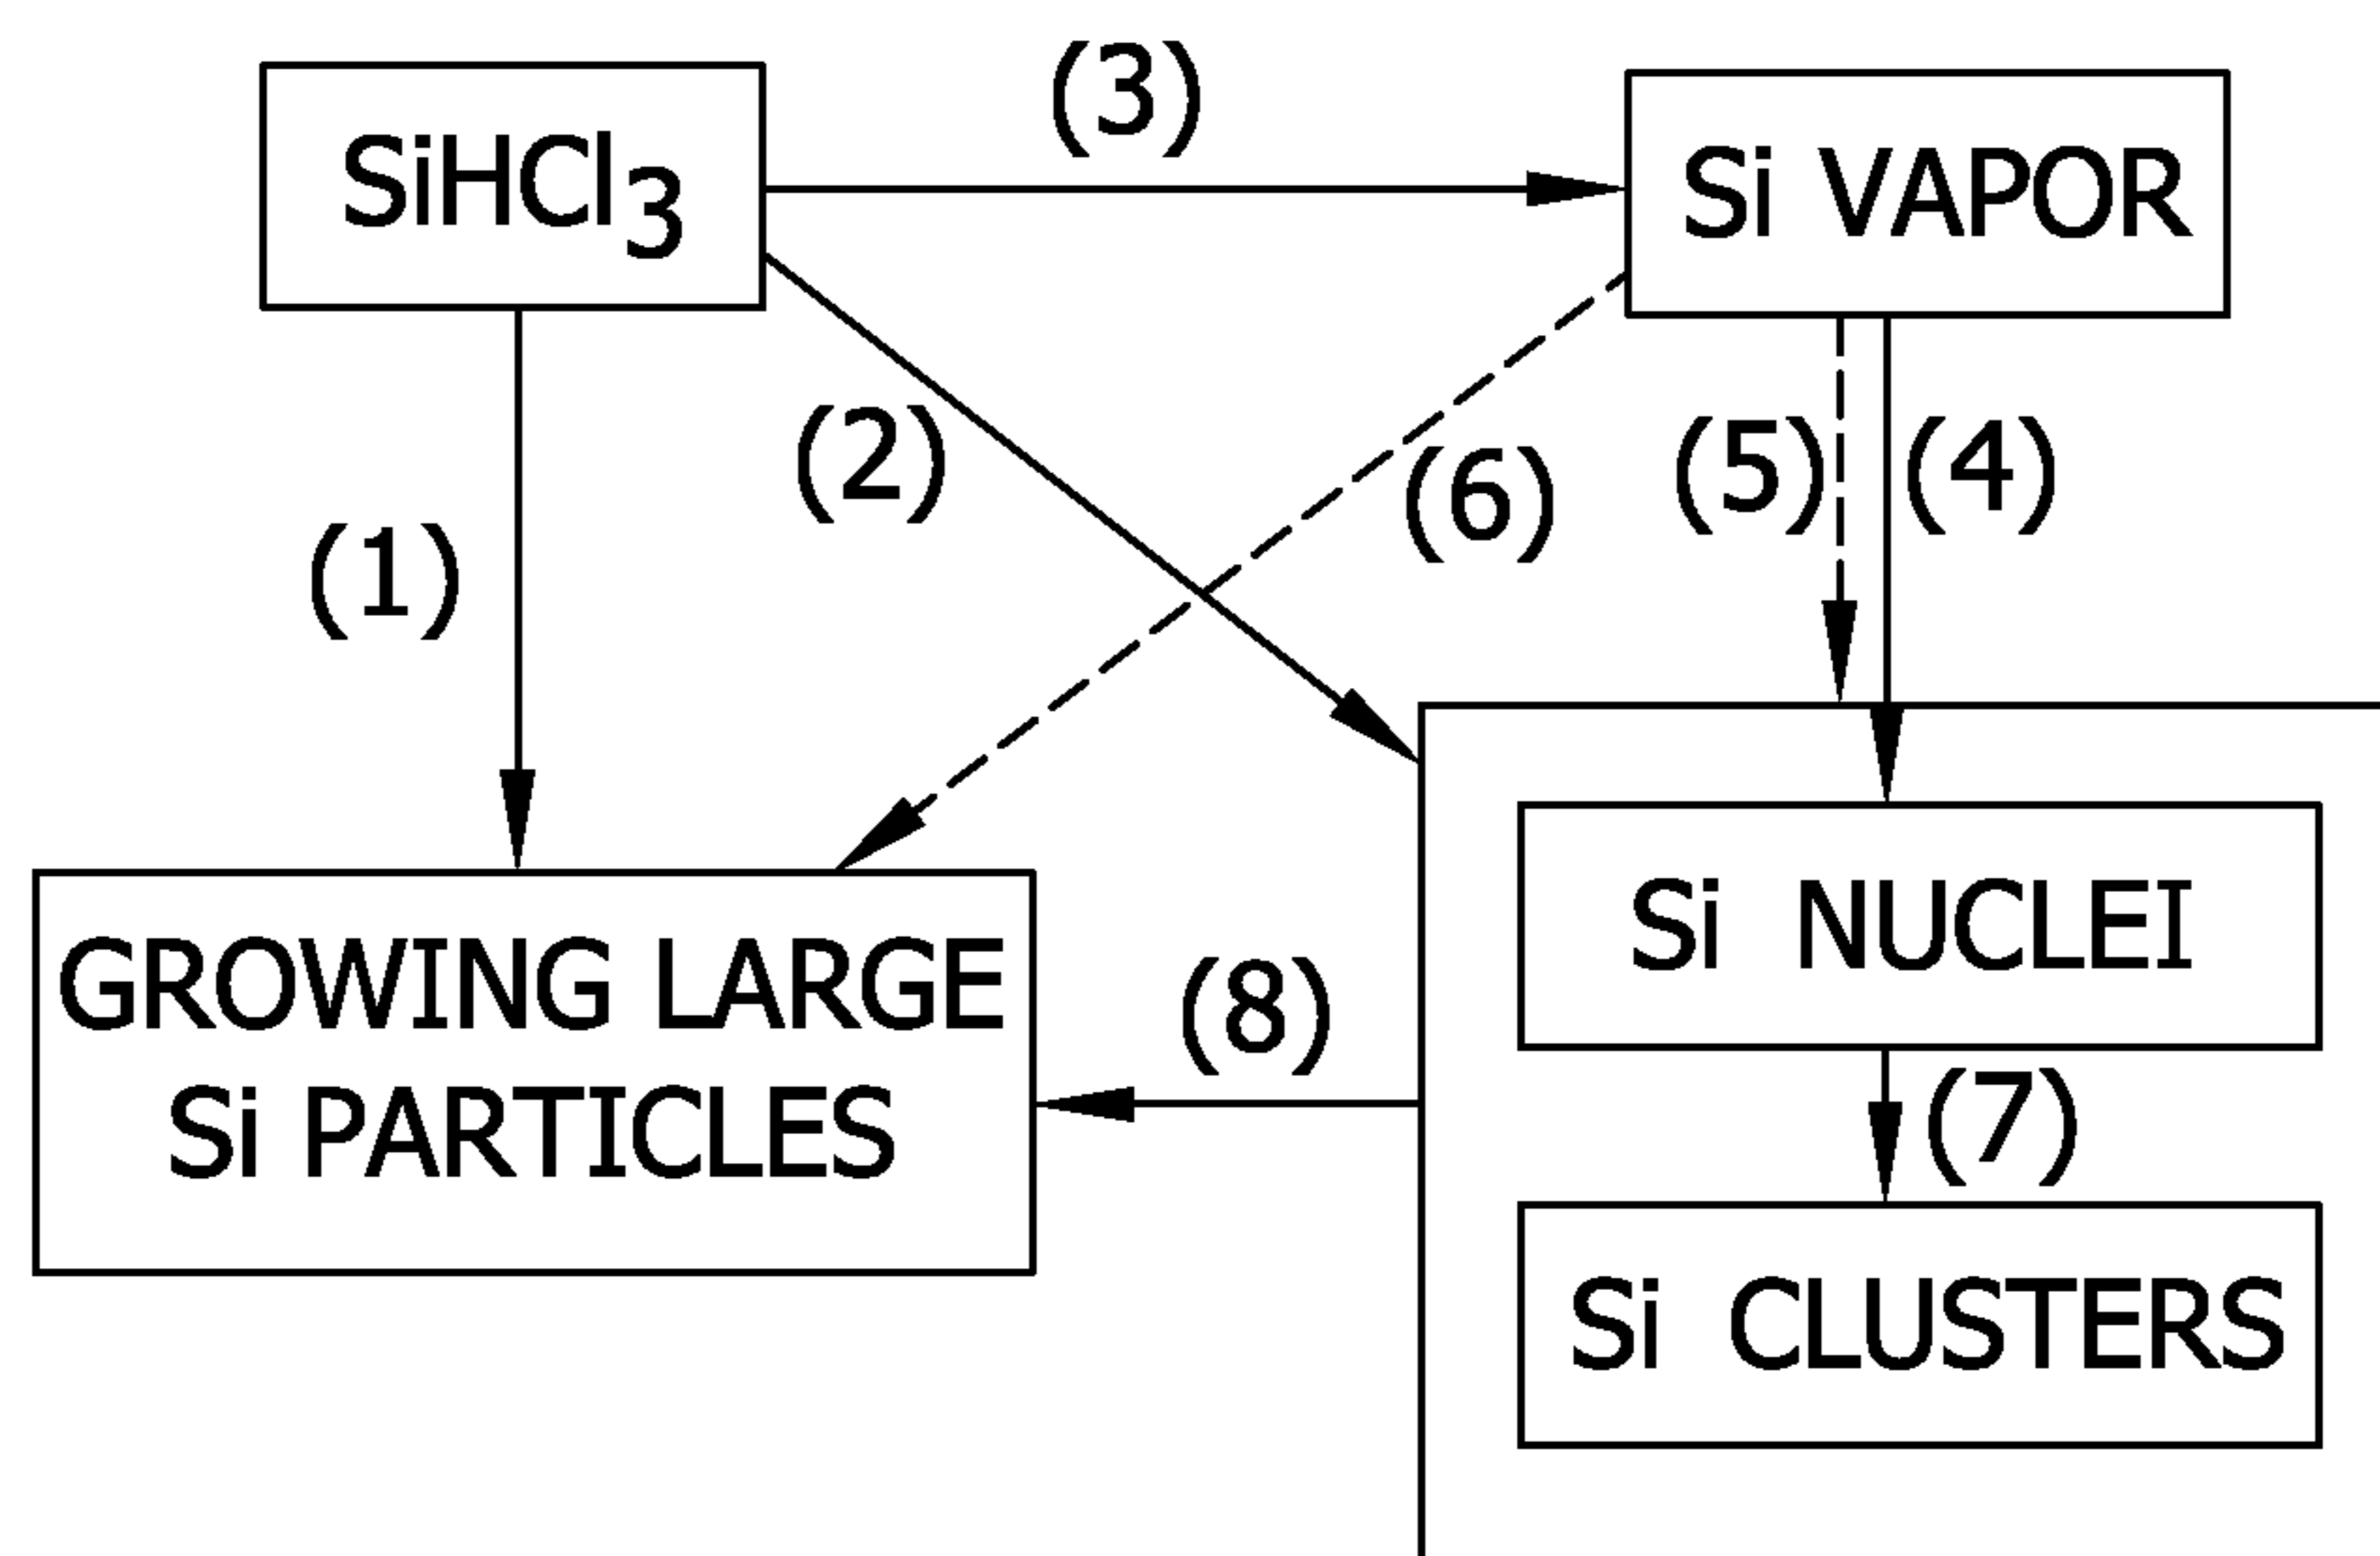 (3)
SiHCl3
Si VAPOR
(2)
(6)
(5)
(4)
(1)
Si NUCLEI
GROWING LARGE
Si PARTICLES
(8)
(7)
Si CLUSTERS